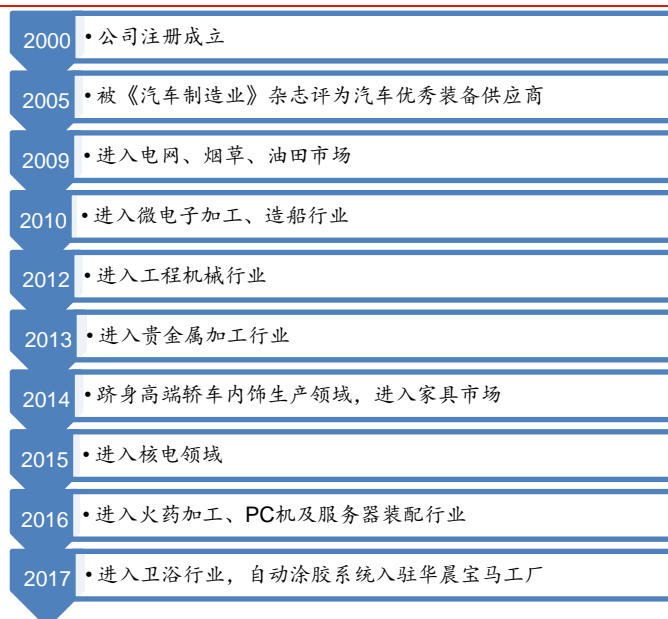 2000 •公司注册成立
2005 •被《汽车制造业》杂志评为汽车优秀装备供应商
2009 •进入电网、烟草、油田市场
2010 •进入微电子加工、造船行业
2012 •进入工程机械行业
2013 •进入贵金属加工行业
2014 •跻身高端轿车内饰生产领域，进入家具市场
2015 •进入核电领域
2016 •进入火药加工、PC机及服务器装配行业
2017 •进入卫浴行业，自动涂胶系统入驻华晨宝马工厂